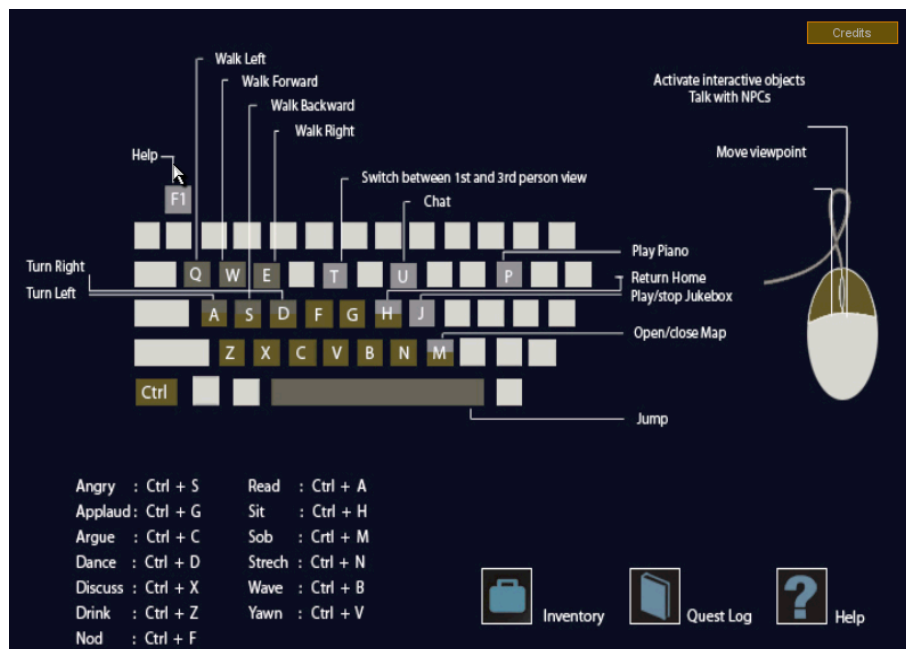 Credits
Walk Left
Walk Forward
Walk Backward
Walk Right
Help
Switch between 1st and 3rd person view
Chat
Activate interactive objects
Talk with NPCs
Move viewpoint
F1
Q W E T U P
Play Piano
Turn Right
Turn Left
Return Home
Play/stop Jukebox
A S D F G H J
Open/close Map
Z X C V B N M
Ctrl
Jump
Angry : Ctrl + S
Applaud : Ctrl + G
Argue : Ctrl + C
Dance : Ctrl + D
Discuss : Ctrl + X
Drink : Ctrl + Z
Nod : Ctrl + F
Read : Ctrl + A
Sit : Ctrl + H
Sob : Crtl + M
Strech : Ctrl + N
Wave : Ctrl + B
Yawn : Ctrl + V
Inventory
Quest Log
? Help